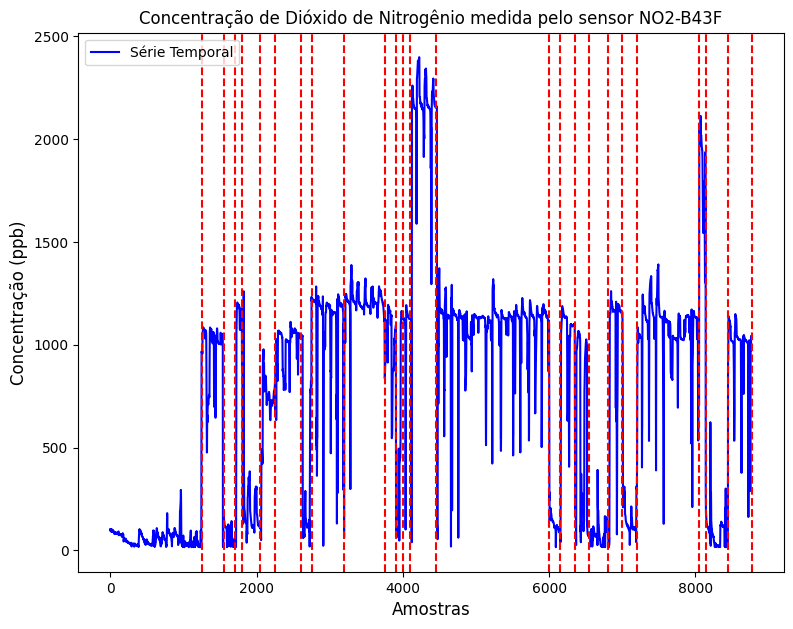 Concentração de Dióxido de Nitrogênio medida pelo sensor NO2-B43F
Série Temporal
Concentração (ppb)
2500
2000
1500
1000
500
0
0 2000 4000 6000 8000
Amostras